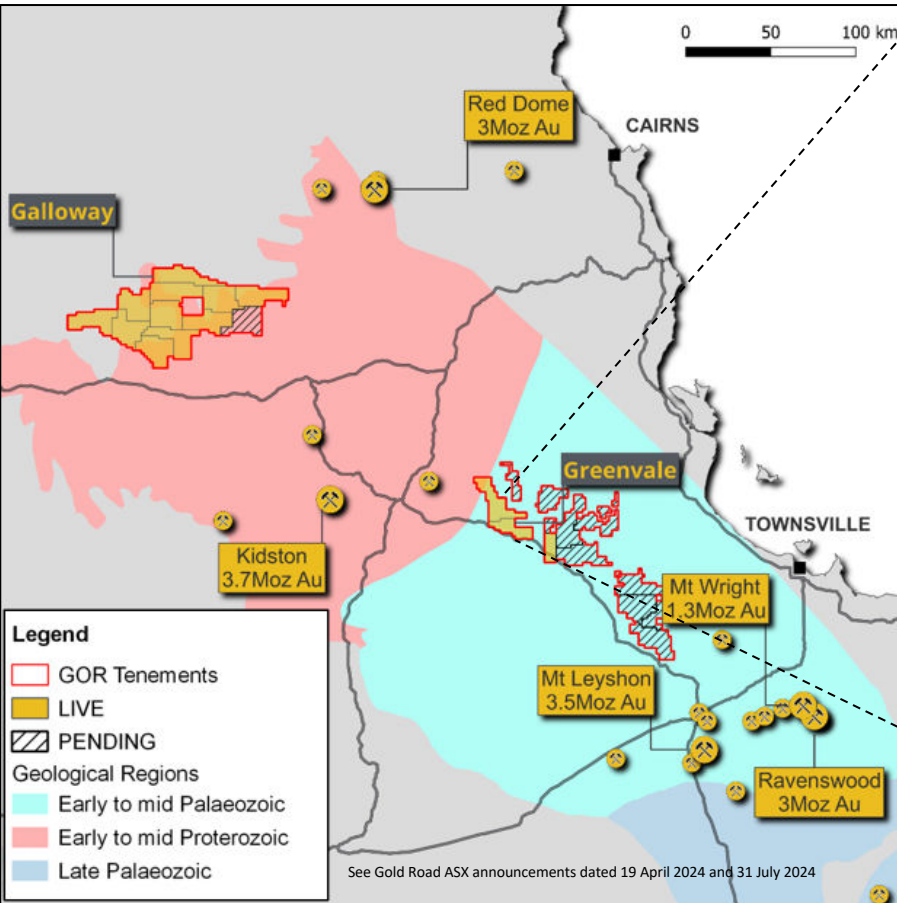 0 50 100 km
Red Dome
3Moz Au
CAIRNS
Galloway
Greenvale
TOWNSVILLE
Kidston
3.7Moz Au
Mt Wright
1.3Moz Au
Mt Leyshon
3.5Moz Au
Ravenswood
3Moz Au
Legend
GOR Tenements
LIVE
PENDING
Geological Regions
Early to mid Palaeozoic
Early to mid Proterozoic
Late Palaeozoic
See Gold Road ASX announcements dated 19 April 2024 and 31 July 2024